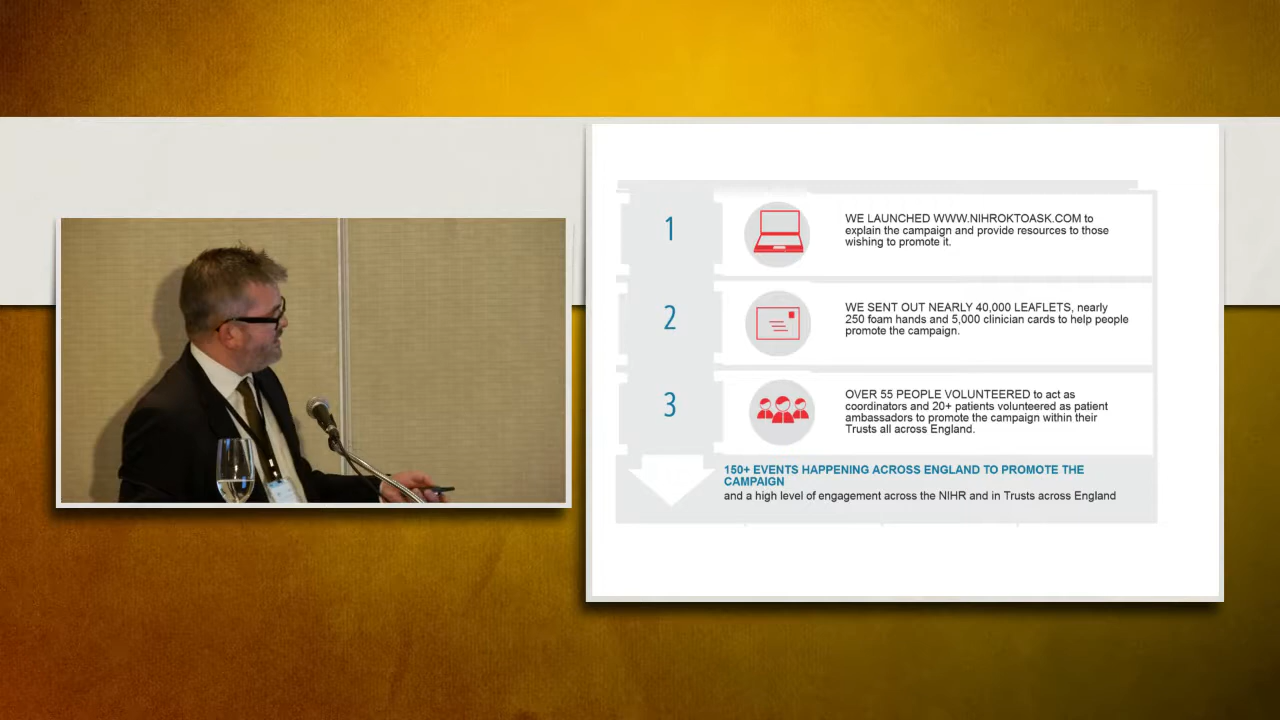 1
WE LAUNCHED WWW.NIHROKTOASK.COM to
explain the campaign and provide resources to those
wishing to promote it.
2
WE SENT OUT NEARLY 40,000 LEAFLETS, nearly
250 foam hands and 5,000 clinician cards to help people
promote the campaign.
3
OVER 55 PEOPLE VOLUNTEERED to act as
coordinators and 20+ patients volunteered as patient
ambassadors to promote the campaign within their
Trusts all across England.
150+ EVENTS HAPPENING ACROSS ENGLAND TO PROMOTE THE
CAMPAIGN
and a high level of engagement across the NIHR and in Trusts across England